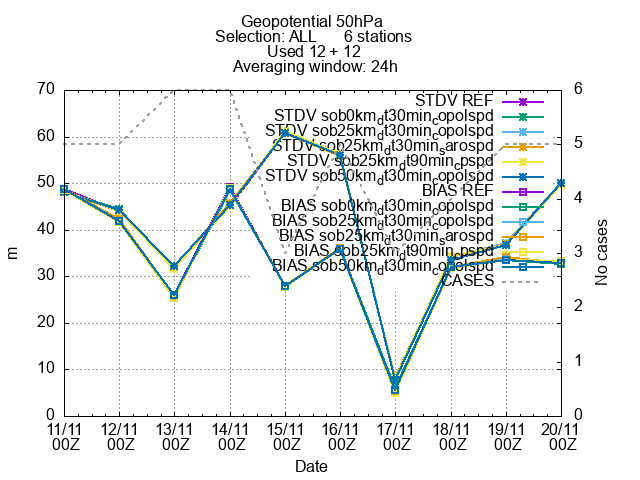 Geopotential 50hPa
Selection: ALL 6 stations
Used 12 + 12
Averaging window: 24h
STDV REF
STDV sob0km_dt30min_copolspd
STDV sob25km_dt30min_copolspd
STDV sob25km_dt30min_sarospd
STDV sob25km_dt90min_cpspd
STDV sob50km_dt30min_copolspd
BIAS REF
BIAS sob0km_dt30min_copolspd
BIAS sob25km_dt30min_copolspd
BIAS sob25km_dt30min_sarospd
BIAS sob25km_dt90min_cpspd
BIAS sob50km_dt30min_copolspd
CASES
70
60
50
40
30
20
10
0
m
6
5
4
3
2
1
0
No cases
11/11 12/11 13/11 14/11 15/11 16/11 17/11 18/11 19/11 20/11
00Z 00Z 00Z 00Z 00Z 00Z 00Z 00Z 00Z 00Z
Date